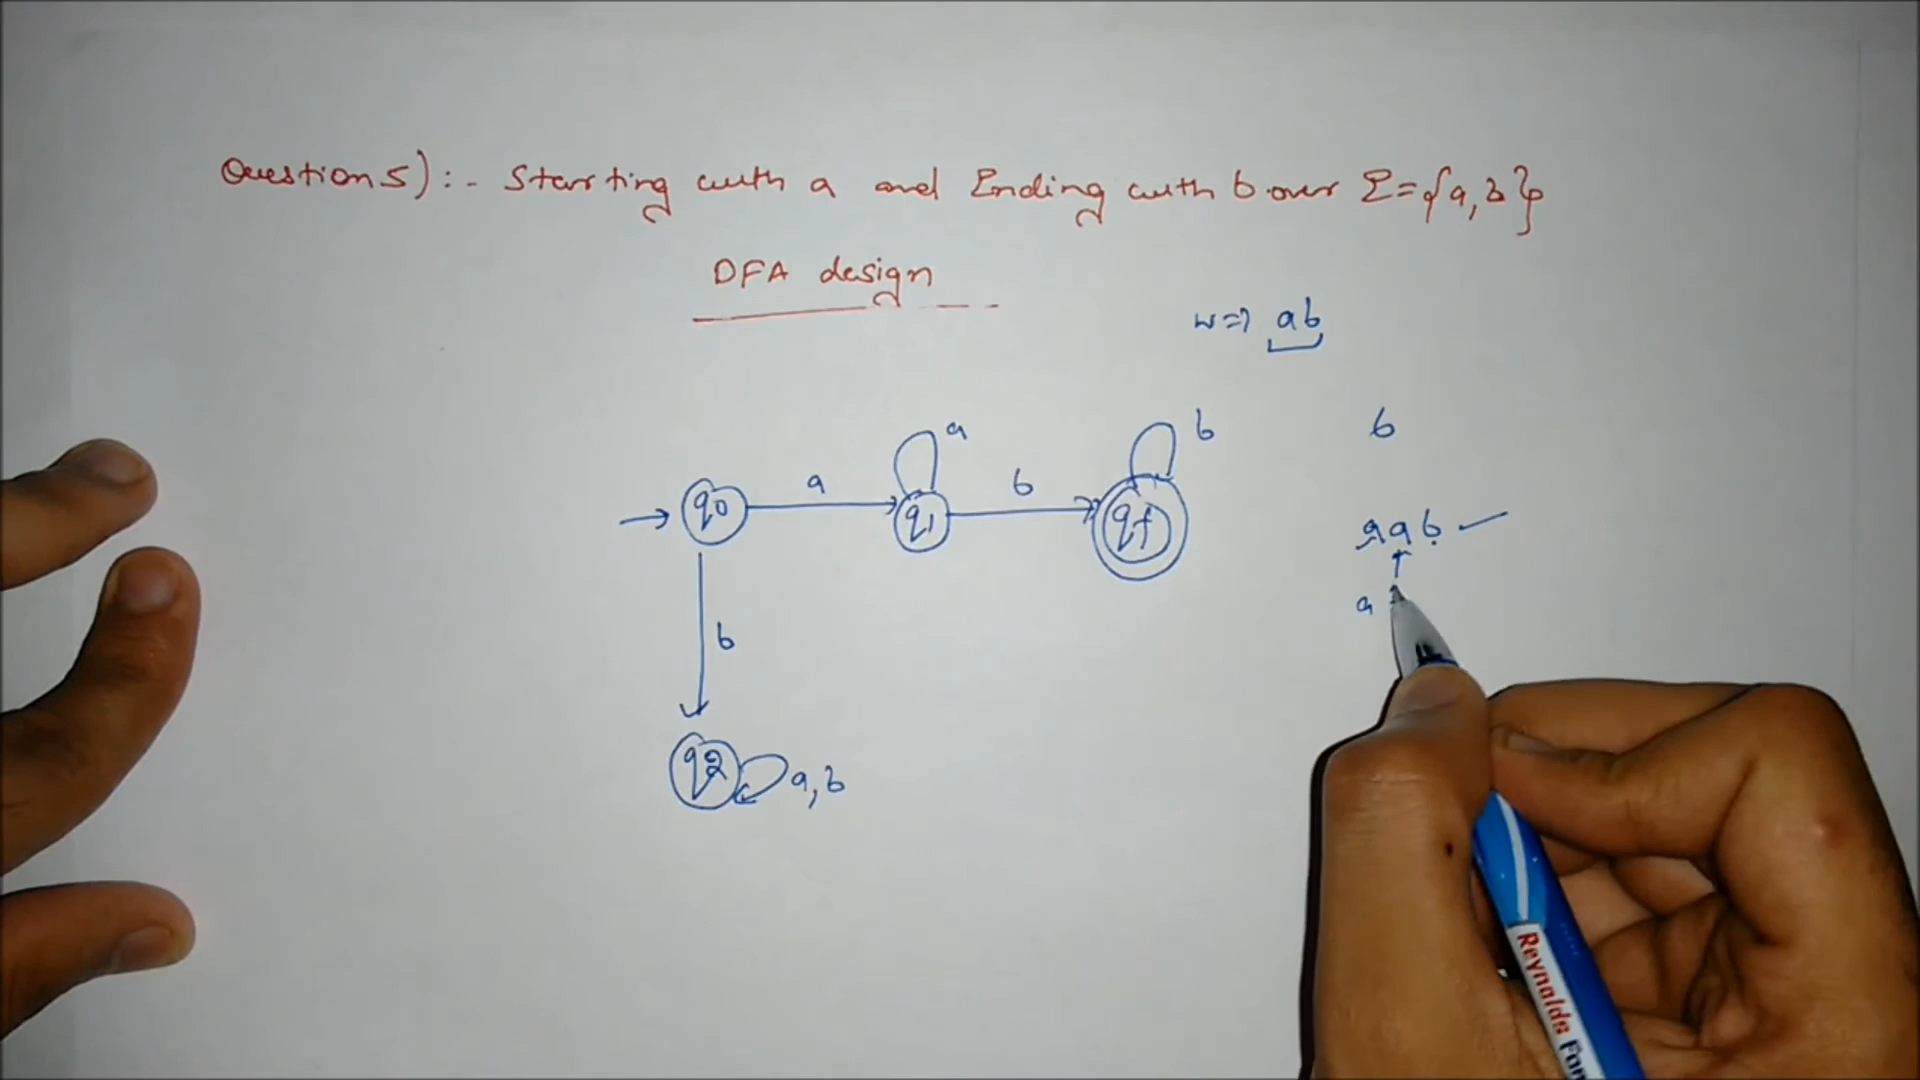 Question 5) :- Starting with a and Ending with b over Σ={a,b}
DFA design
w=> ab
a
b
b
a
b
q0
q1
qf
aab
a
b
q2
a,b
Reynolds